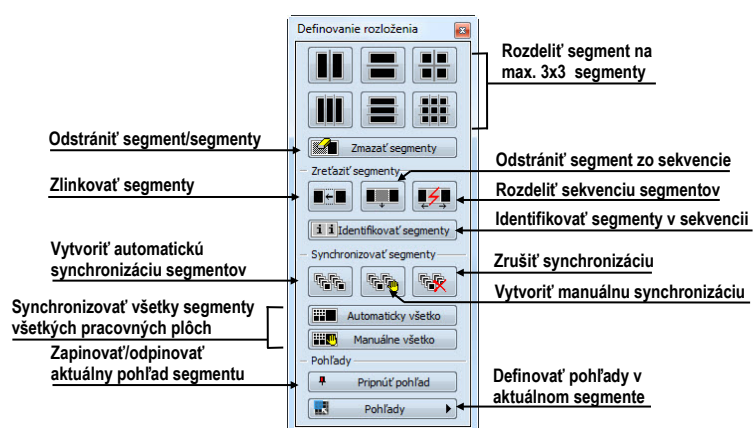 Definovanie rozloženia
Rozdeliť segment na
max. 3x3 segmenty
Odstrániť segment/segmenty
Zmazať segmenty
Zreťaziť segmenty
Odstrániť segment zo sekvencie
Zlinkovať segmenty
Rozdeliť sekvenciu segmentov
Identifikovať segmenty v sekvencii
Identifikovať segmenty
Synchronizovať segmenty
Vytvoriť automatickú
synchronizáciu segmentov
Zrušiť synchronizáciu
Vytvoriť manuálnu synchronizáciu
Synchronizovať všetky segmenty
všetkých pracovných plôch
Automaticky všetko
Manuálne všetko
Zapinovať/odpinovať
aktuálny pohľad segmentu
Pohľady
Pripnúť pohľad
Definovať pohľady v
aktuálnom segmente
Pohľady